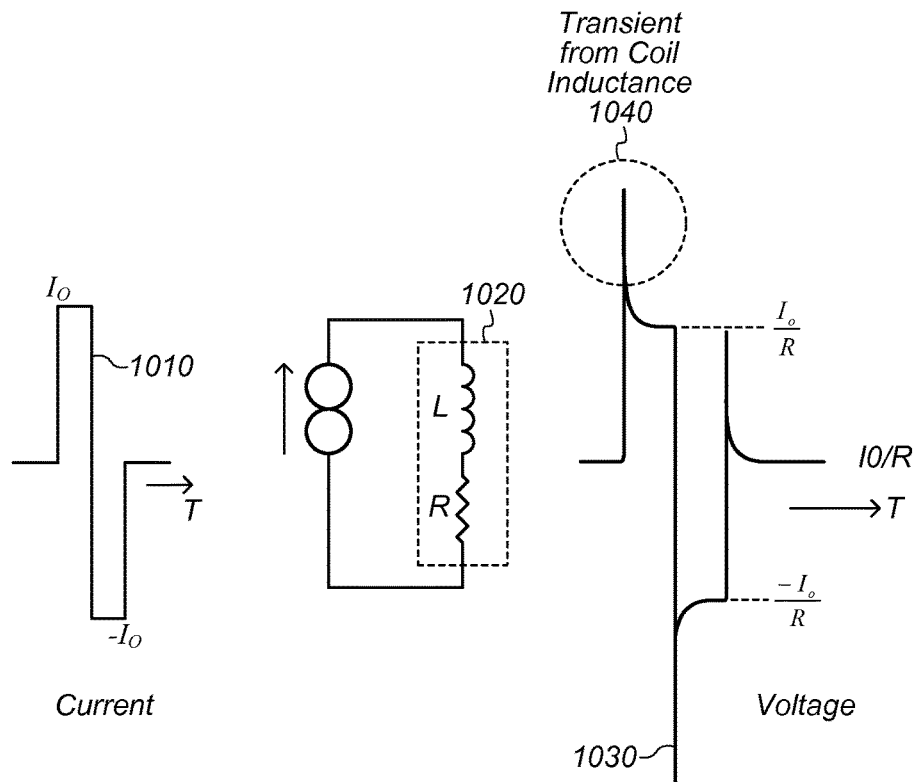 Transient
from Coil
Inductance
1040
I_O
1010
T
-I_O
Current
1020
L
R
I_o
R
I0/R
T
-I_o
R
1030
Voltage